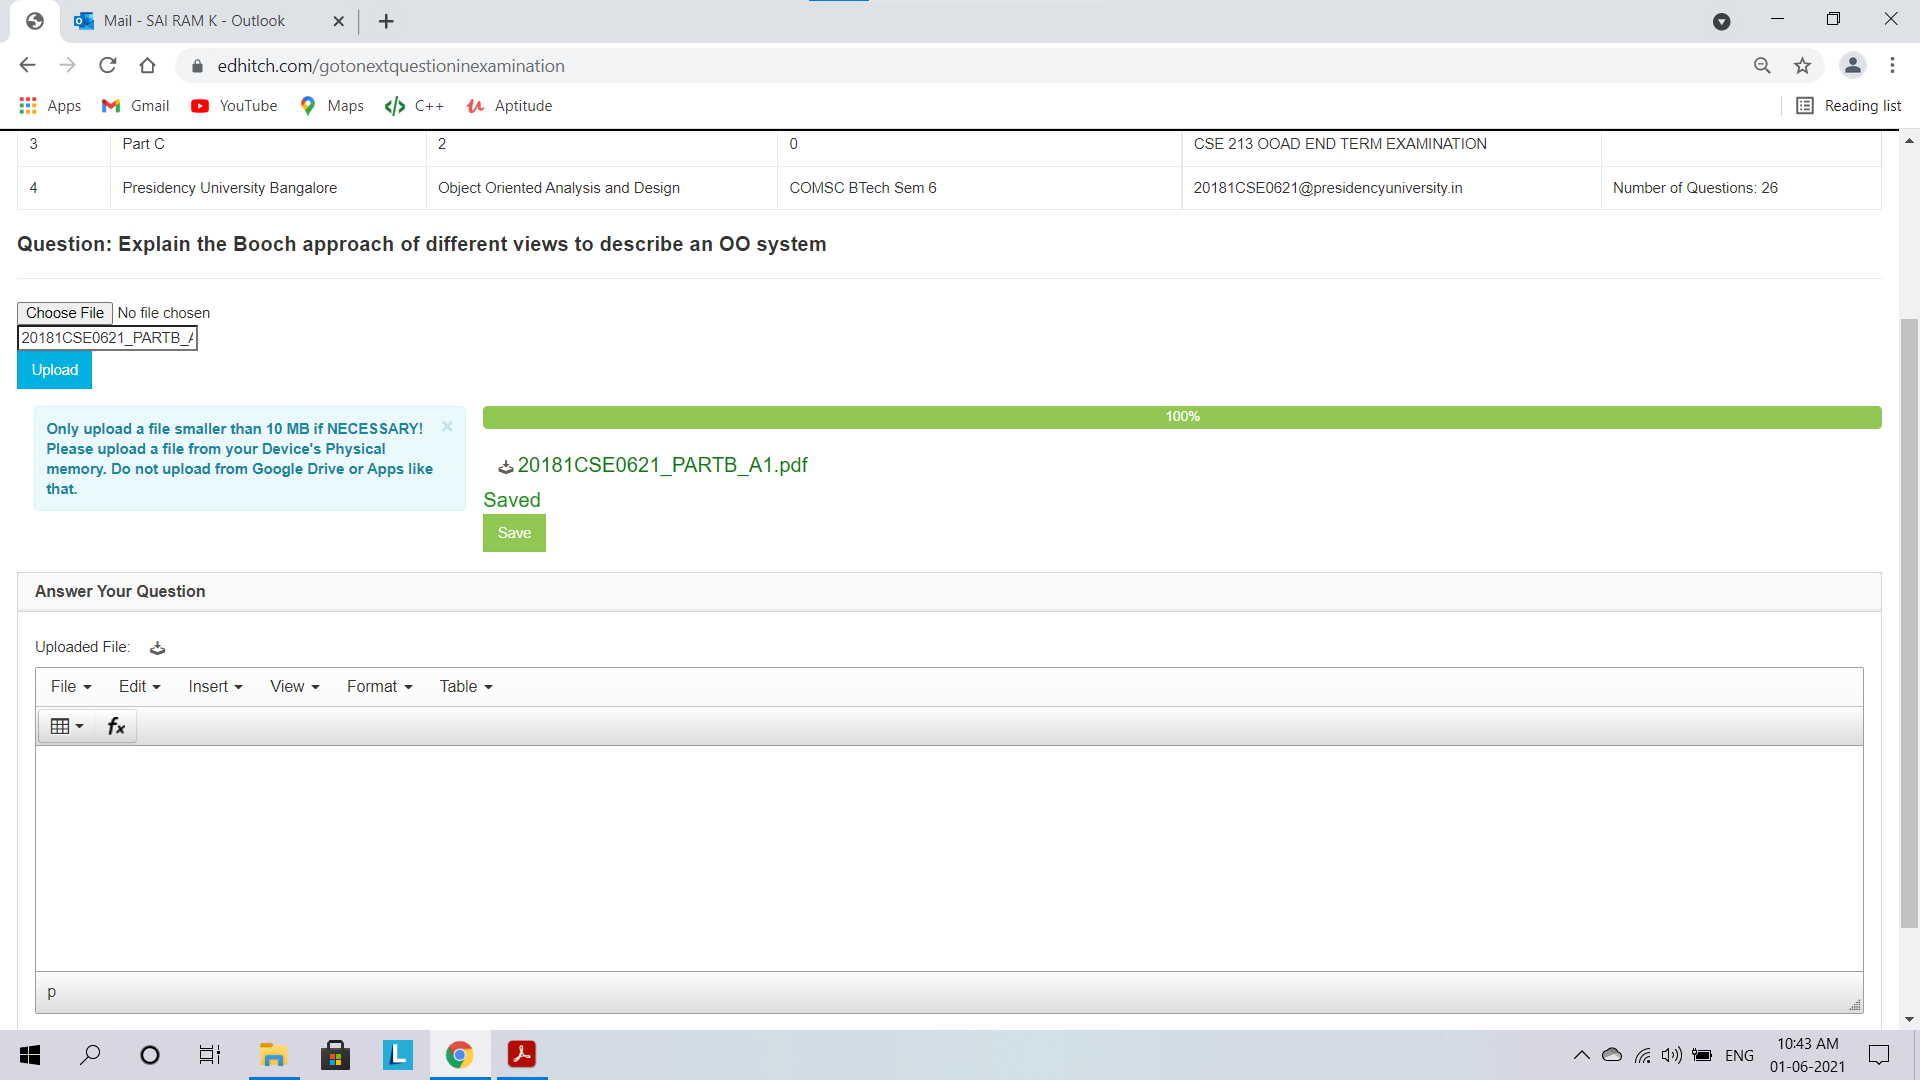 Mail - SAI RAM K - Outlook
edhitch.com/gotonextquestioninexamination
Apps Gmail YouTube Maps C++ Aptitude Reading list
3 Part C 2 0 CSE 213 OOAD END TERM EXAMINATION
4 Presidency University Bangalore Object Oriented Analysis and Design COMSC BTech Sem 6 20181CSE0621@presidencyuniversity.in Number of Questions: 26
Question: Explain the Booch approach of different views to describe an OO system
Choose File No file chosen
20181CSE0621_PARTB_A
Upload
Only upload a file smaller than 10 MB if NECESSARY!
Please upload a file from your Device's Physical
memory. Do not upload from Google Drive or Apps like
that.
100%
20181CSE0621_PARTB_A1.pdf
Saved
Save
Answer Your Question
Uploaded File:
File Edit Insert View Format Table
fx
p
L
ENG
10:43 AM
01-06-2021